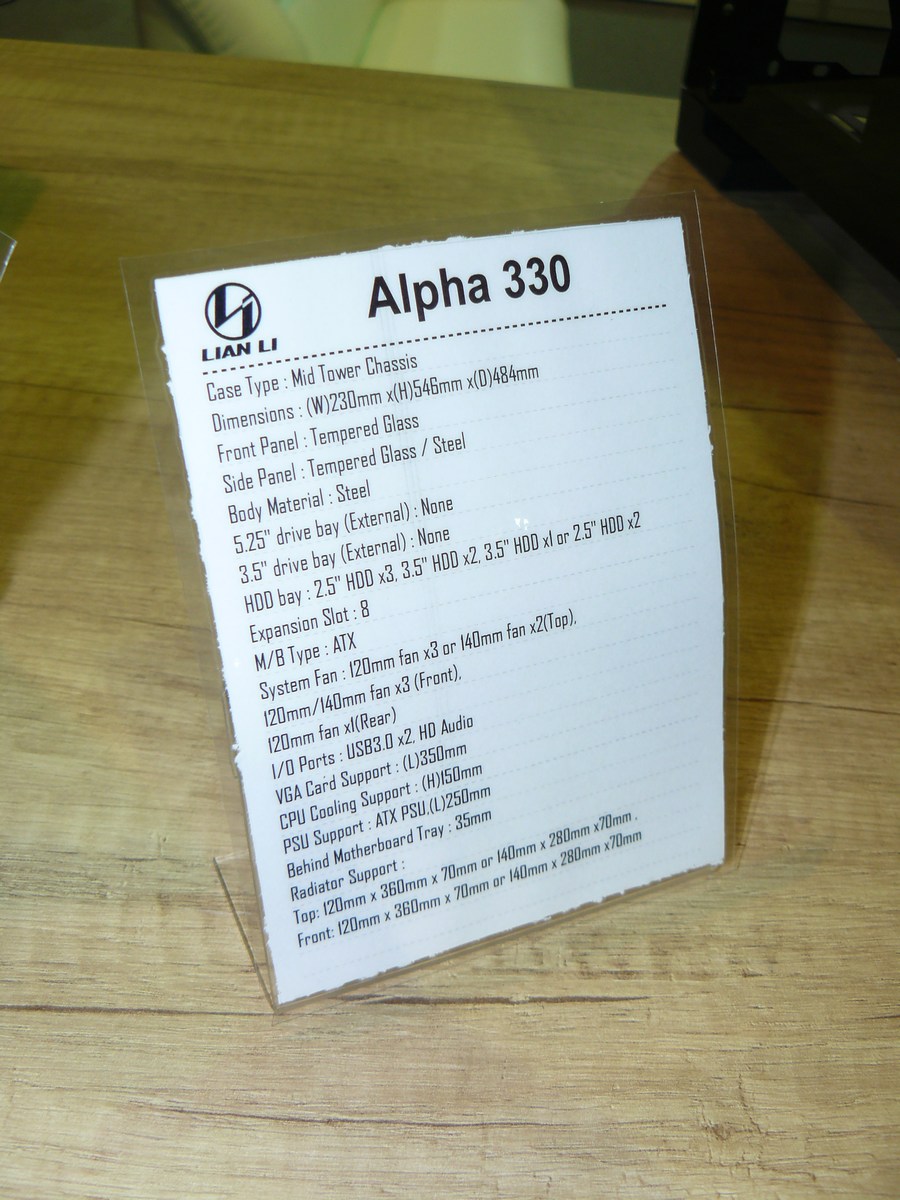 Alpha 330
LIAN LI
Case Type : Mid Tower Chassis
Dimensions : (W)230mm x(H)546mm x(D)484mm
Front Panel : Tempered Glass
Side Panel : Tempered Glass / Steel
Body Material : Steel
5.25" drive bay (External) : None
3.5" drive bay (External) : None
HDD bay : 2.5" HDD x3, 3.5" HDD x2, 3.5" HDD x1 or 2.5" HDD x2
Expansion Slot : 8
M/B Type : ATX
System Fan : 120mm fan x3 or 140mm fan x2(Top),
120mm/140mm fan x3 (Front),
120mm fan x1(Rear)
I/O Ports : USB3.0 x2, HD Audio
VGA Card Support : (L)350mm
CPU Cooling Support : (H)150mm
PSU Support : ATX PSU.(L)250mm
Behind Motherboard Tray : 35mm
Radiator Support :
Top: 120mm x 360mm x 70mm or 140mm x 280mm x70mm .
Front: 120mm x 360mm x 70mm or 140mm x 280mm x70mm